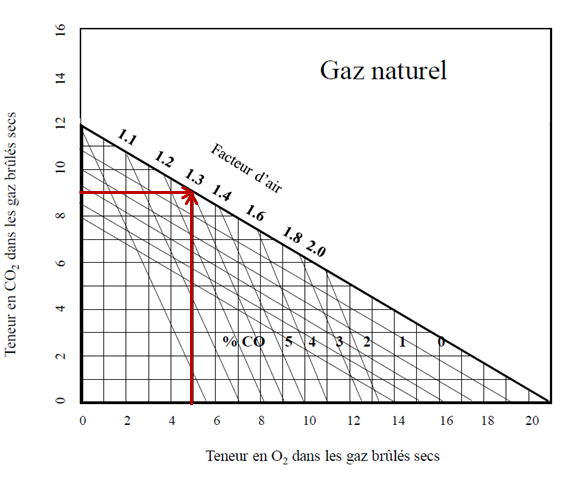 Gaz naturel
Teneur en CO₂ dans les gaz brûlés secs
16
14
12
10
8
6
4
2
0
1.1
1.2
1.3
1.4
1.6
1.8
2.0
Facteur d'air
% CO 5 4 3 2 1 0
0 2 4 6 8 10 12 14 16 18 20
Teneur en O₂ dans les gaz brûlés secs